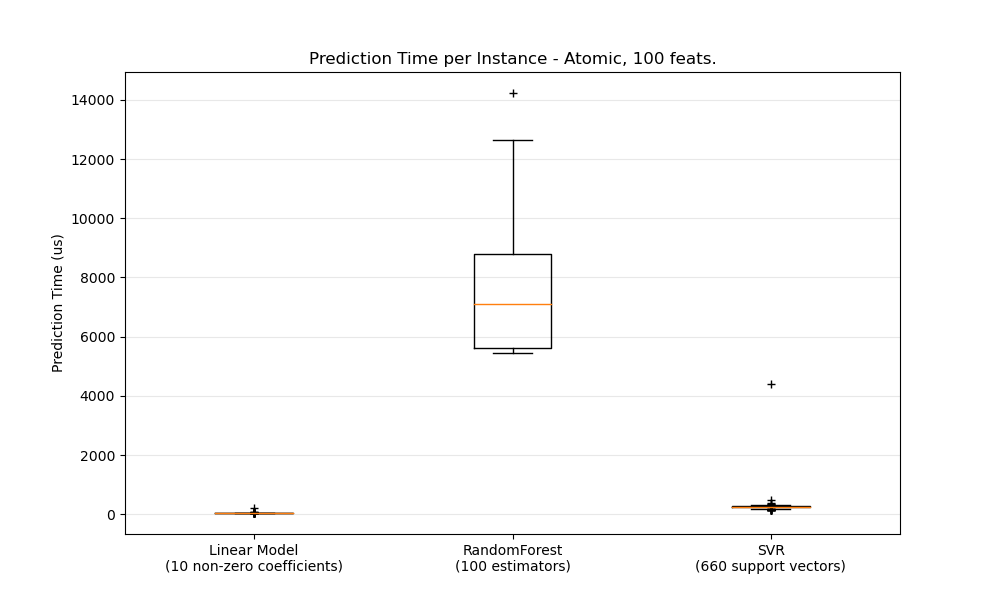 Prediction Time per Instance - Atomic, 100 feats.
Prediction Time (us)
14000
12000
10000
8000
6000
4000
2000
0
Linear Model
(10 non-zero coefficients)
RandomForest
(100 estimators)
SVR
(660 support vectors)